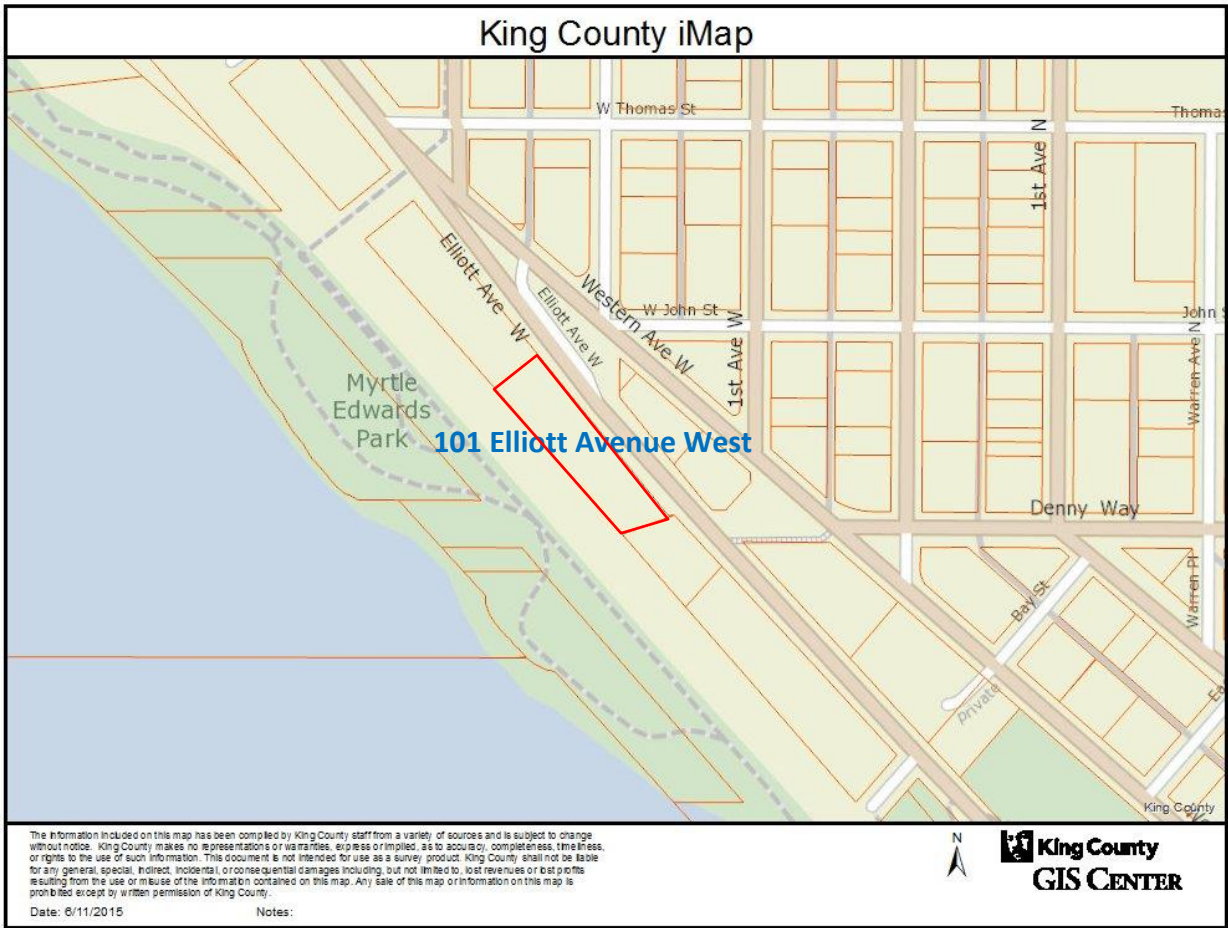 King County iMap
W Thomas St
Thomas
1st Ave N
Elliott Ave W
Elliott Ave W
Western Ave W
W John St
1st Ave W
John S
Warren Ave N
Myrtle
Edwards
Park
101 Elliott Avenue West
Denny Way
Bay St
Warren Pl
Private
Ea
King County
The information included on this map has been compiled by King County staff from a variety of sources and is subject to change
without notice. King County makes no representations or warranties, express or implied, as to accuracy, completeness, timeliness,
or rights to the use of such information. This document is not intended for use as a survey product. King County shall not be liable
for any general, special, indirect, incidental, or consequential damages including, but not limited to, lost revenues or lost profits
resulting from the use or misuse of the information contained on this map. Any sale of this map or information on this map is
prohibited except by written permission of King County.
Date: 6/11/2015 Notes:
N
King County
GIS CENTER